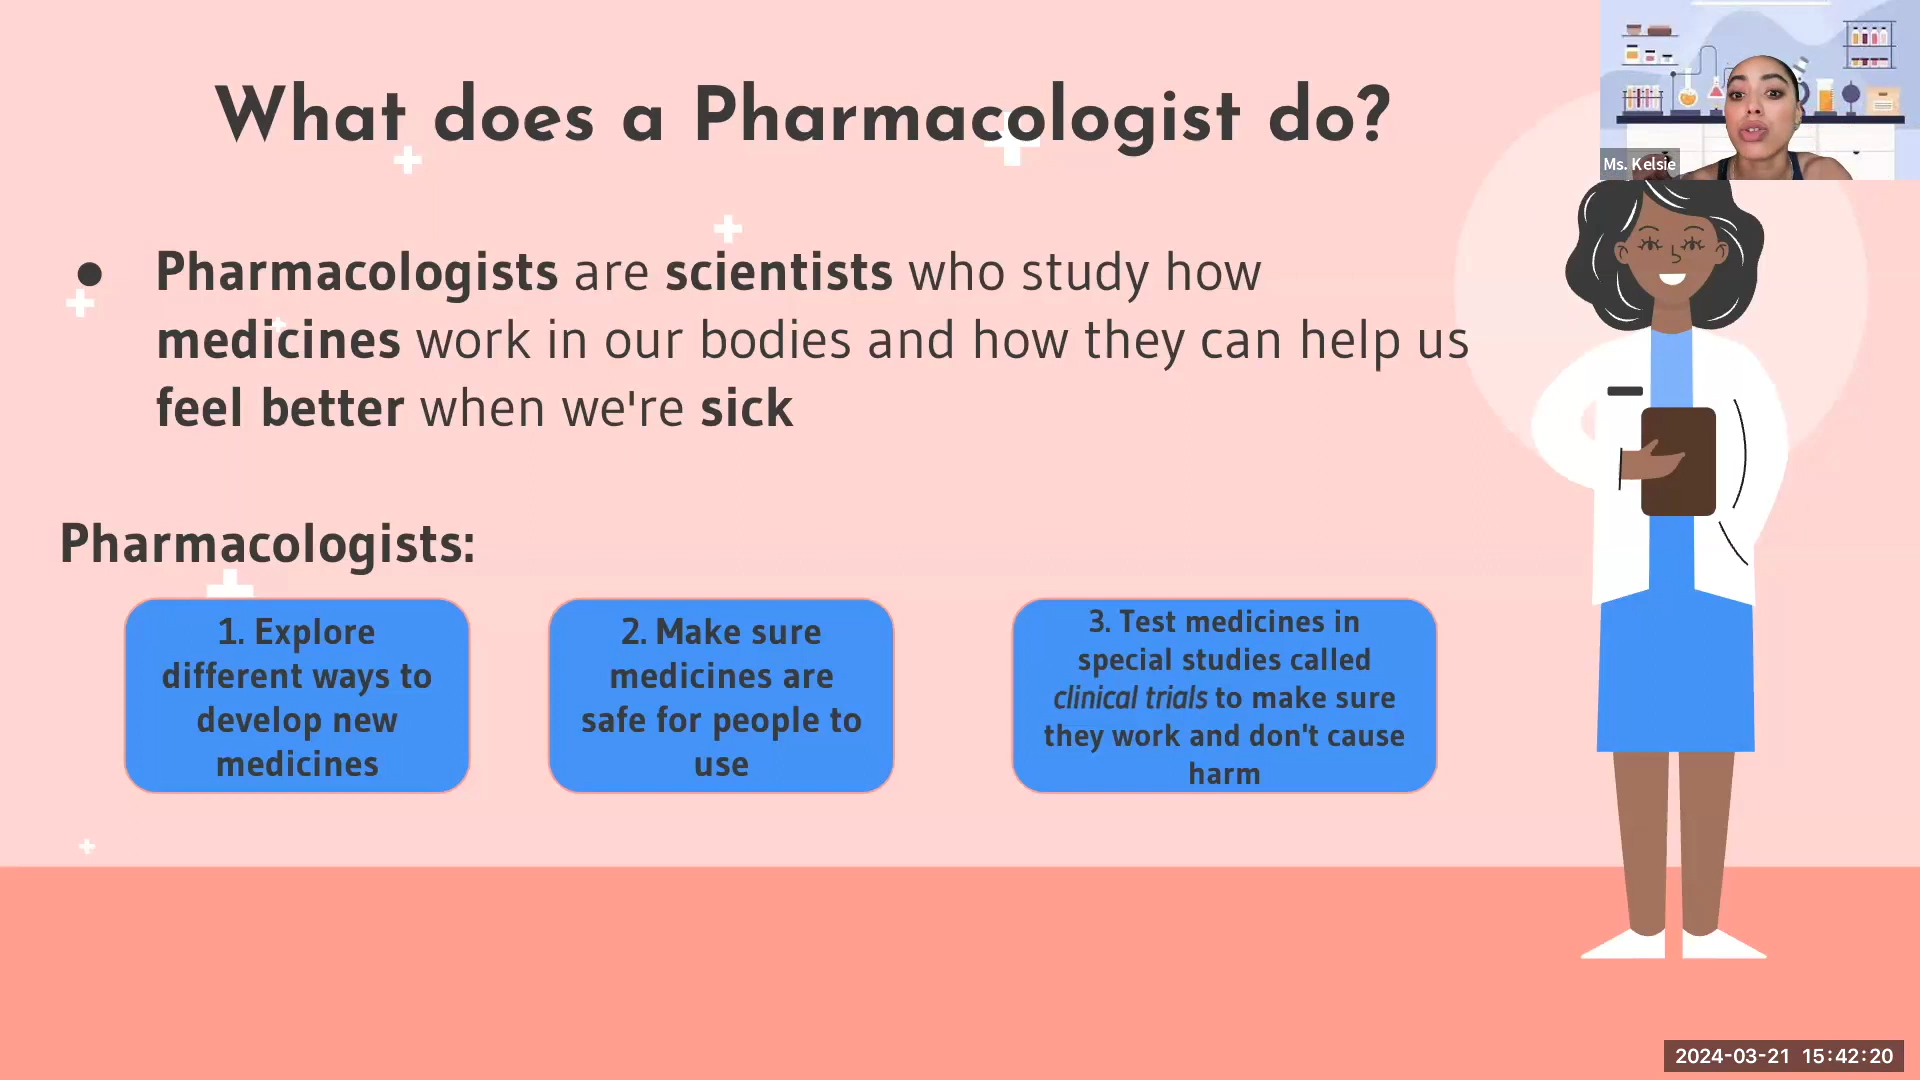 What does a Pharmacologist do?
Ms. Kelsie
● Pharmacologists are scientists who study how
medicines work in our bodies and how they can help us
feel better when we're sick
Pharmacologists:
1. Explore
different ways to
develop new
medicines
2. Make sure
medicines are
safe for people to
use
3. Test medicines in
special studies called
clinical trials to make sure
they work and don't cause
harm
2024-03-21 15:42:20